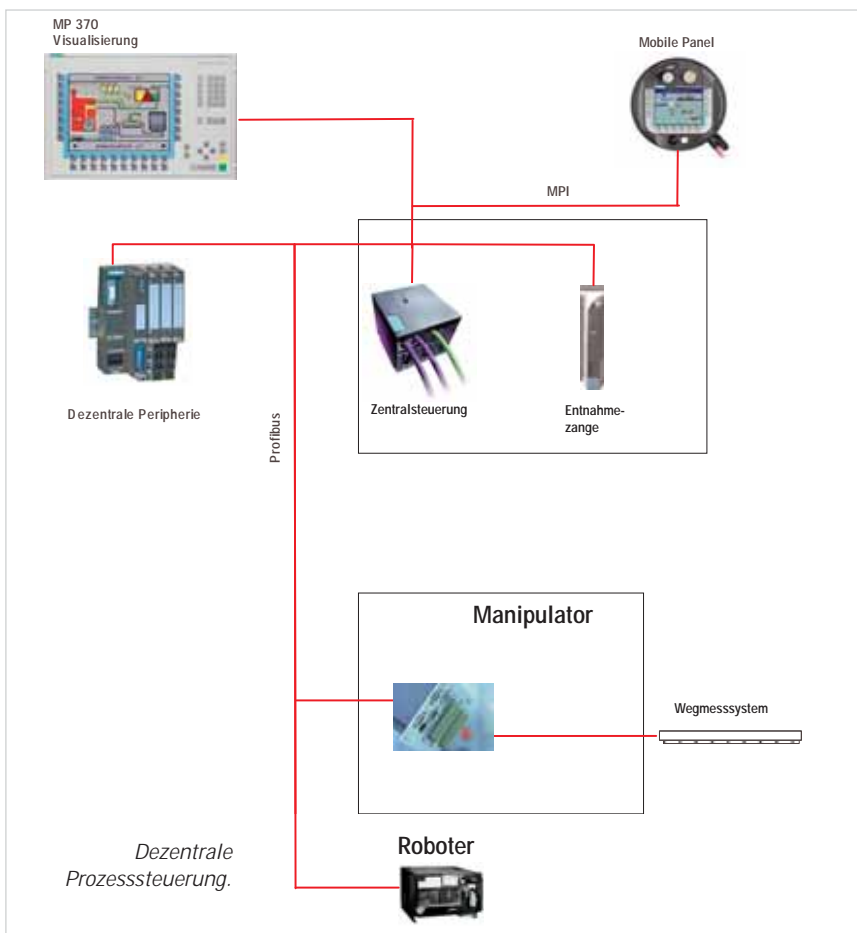 MP 370
Visualisierung
Mobile Panel
MPI
Dezentrale Peripherie
Zentralsteuerung
Entnahme-
zange
Profibus
Manipulator
Wegmesssystem
Dezentrale
Prozesssteuerung.
Roboter